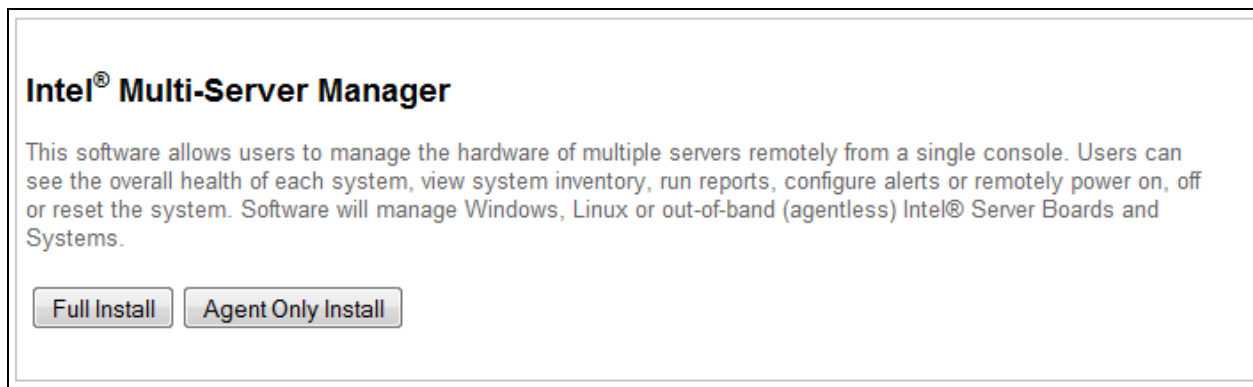 Intel® Multi-Server Manager
This software allows users to manage the hardware of multiple servers remotely from a single console. Users can
see the overall health of each system, view system inventory, run reports, configure alerts or remotely power on, off
or reset the system. Software will manage Windows, Linux or out-of-band (agentless) Intel® Server Boards and
Systems.
Full Install Agent Only Install